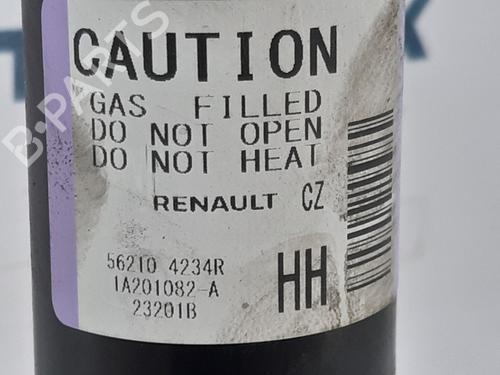 CAUTION
GAS FILLED
DO NOT OPEN
DO NOT HEAT
RENAULT CZ
56210 4234R
1A201082-A
23201B
HH
B-PARTS